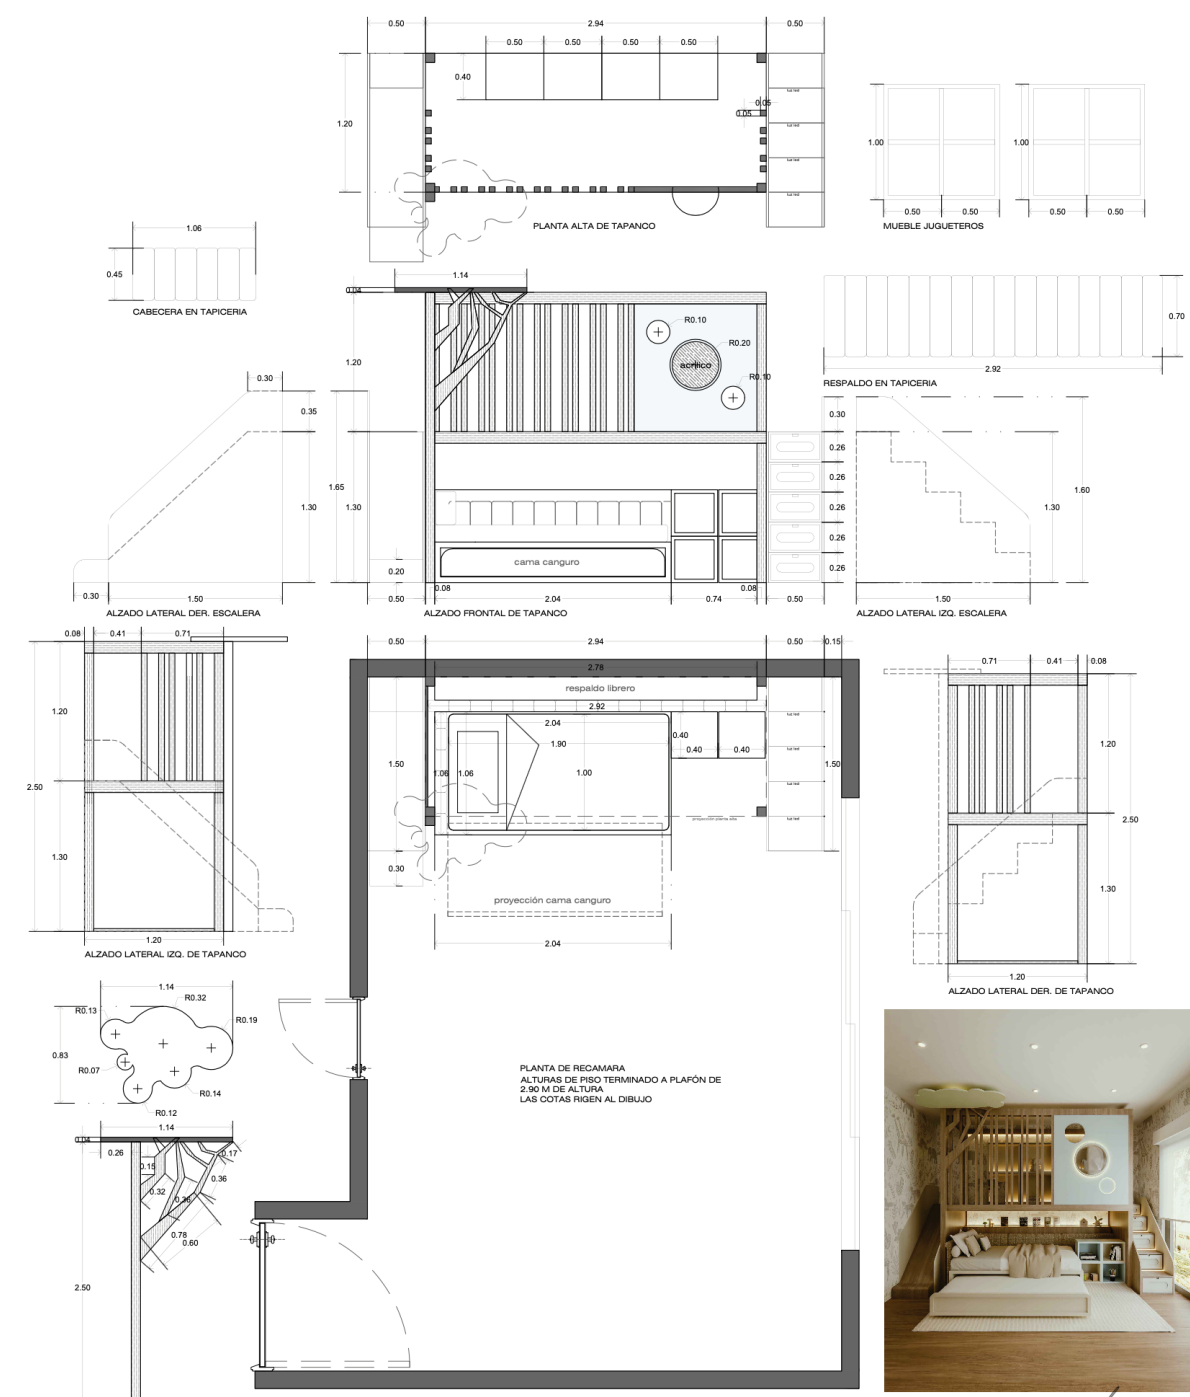 0.50 2.94 0.50
0.50 0.50 0.50 0.50
0.40
1.20
0.05
0.05
PLANTA ALTA DE TAPANCO
1.00 1.00
0.50 0.50 0.50 0.50
MUEBLE JUGUETEROS
1.06
0.45
CABECERA EN TAPICERIA
0.04 1.14
1.20
R0.10
R0.20
acrílico
R0.10
0.70
2.92
RESPALDO EN TAPICERIA
0.30
0.35
1.30
0.30 1.50
ALZADO LATERAL DER. ESCALERA
1.65
1.30
0.20
cama canguro
0.08 0.08
0.50 2.04 0.74 0.50
ALZADO FRONTAL DE TAPANCO
0.30
0.26
0.26
0.26
0.26
0.26
1.60
1.30
1.50
ALZADO LATERAL IZQ. ESCALERA
0.08 0.41 0.71
1.20
2.50
1.30
1.20
ALZADO LATERAL IZQ. DE TAPANCO
0.50 2.94 0.50 0.15
2.78
respaldo librero
2.92
2.04
1.90
0.40
0.40 0.40
1.50 1.06 1.06 1.00 1.50
proyección planta alta
0.30
proyección cama canguro
2.04
0.71 0.41 0.08
1.20
2.50
1.30
1.20
ALZADO LATERAL DER. DE TAPANCO
1.14
R0.32
R0.13
R0.19
0.83
R0.07
R0.14
R0.12
PLANTA DE RECAMARA
ALTURAS DE PISO TERMINADO A PLAFÓN DE
2.90 M DE ALTURA
LAS COTAS RIGEN AL DIBUJO
1.14
0.04
0.26 0.17
0.15
0.36
0.32
0.36
0.78
0.60
2.50